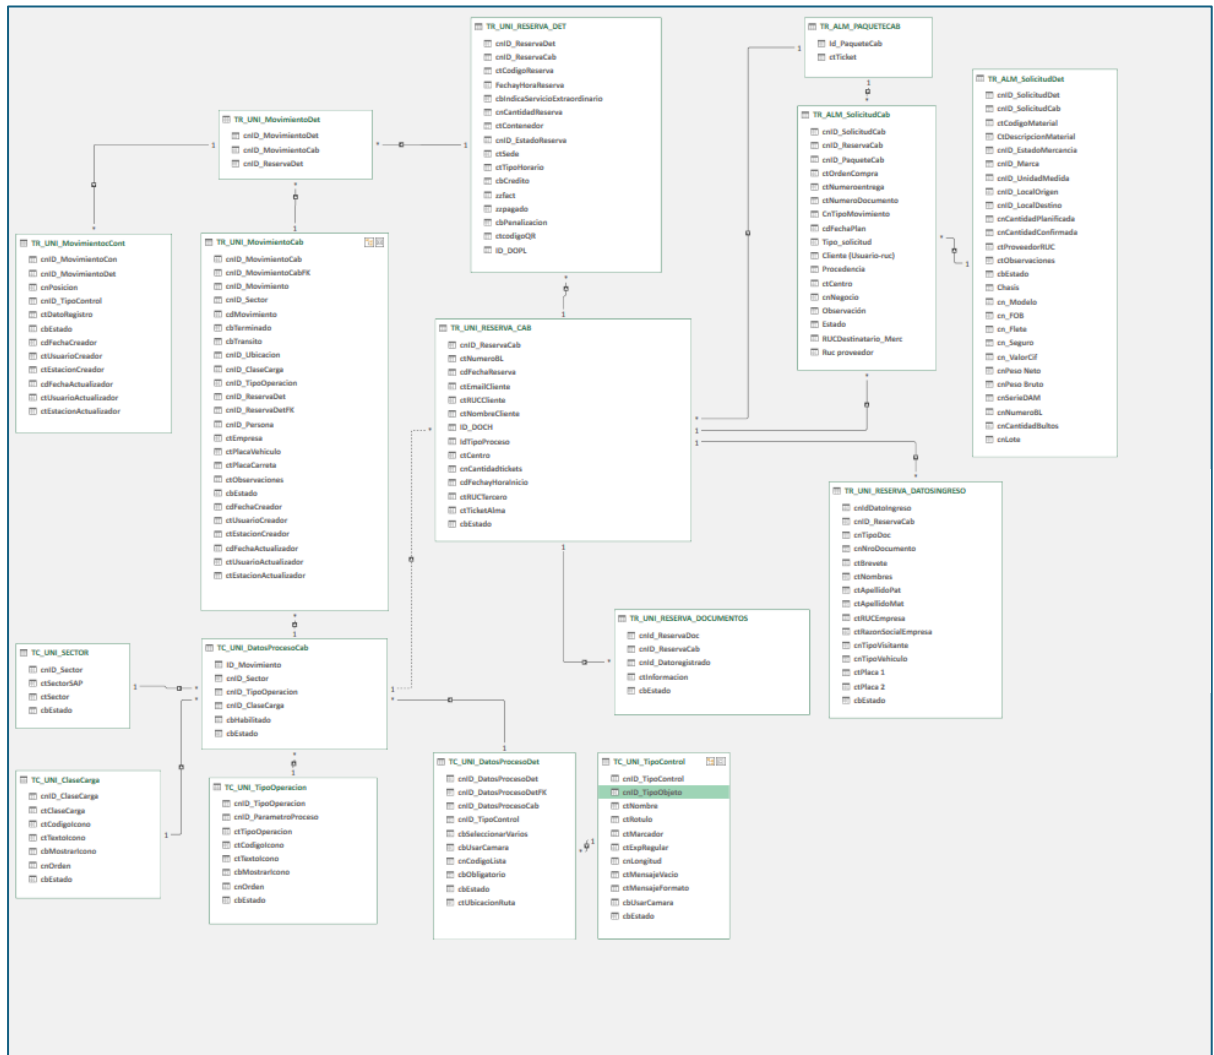 TR_UNI_RESERVA_DET
cnID_ReservaDet
cnID_ReservaCab
ctCodigoReserva
FechayHoraReserva
cbIndicaServicioExtraordinario
cnCantidadReserva
ctContenedor
cnID_EstadoReserva
ctSede
ctTipoHorario
cbCredito
zzfact
zzpagado
cbPenalizacion
ctcodigoQR
ID_DOPL
TR_ALM_PAQUETECAB
Id_PaqueteCab
ctTicket
TR_ALM_SolicitudDet
cnID_SolicitudDet
cnID_SolicitudCab
ctCodigoMaterial
CtDescripcionMaterial
cnID_EstadoMercancia
cnID_Marca
cnID_UnidadMedida
cnID_LocalOrigen
cnID_LocalDestino
cnCantidadPlanificada
cnCantidadConfirmada
ctProveedorRUC
ctObservaciones
cbEstado
Chasis
cn_Modelo
cn_FOB
cn_Flete
cn_Seguro
cn_ValorCif
cnPeso Neto
cnPeso Bruto
cnSerieDAM
cnNumeroBL
cnCantidadBultos
cnLote
TR_ALM_SolicitudCab
cnID_SolicitudCab
cnID_ReservaCab
cnID_PaqueteCab
ctOrdenCompra
ctNumeroentrega
ctNumeroDocumento
CnTipoMovimiento
cdFechaPlan
Tipo_solicitud
Cliente (Usuario-ruc)
Procedencia
ctCentro
cnNegocio
Observación
Estado
RUCDestinatario_Merc
Ruc proveedor
TR_UNI_MovimientoDet
cnID_MovimientoDet
cnID_MovimientoCab
cnID_ReservaDet
TR_UNI_MovimientocCont
cnID_MovimientoCon
cnID_MovimientoDet
cnPosicion
cnID_TipoControl
ctDatoRegistro
cbEstado
cdFechaCreador
ctUsuarioCreador
ctEstacionCreador
cdFechaActualizador
ctUsuarioActualizador
ctEstacionActualizador
TR_UNI_MovimientoCab
cnID_MovimientoCab
cnID_MovimientoCabFK
cnID_Movimiento
cnID_Sector
cdMovimiento
cbTerminado
cbTransito
cnID_Ubicacion
cnID_ClaseCarga
cnID_TipoOperacion
cnID_ReservaDet
cnID_ReservaDetFK
cnID_Persona
ctEmpresa
ctPlacaVehiculo
ctPlacaCarreta
ctObservaciones
cbEstado
cdFechaCreador
ctUsuarioCreador
ctEstacionCreador
cdFechaActualizador
ctUsuarioActualizador
ctEstacionActualizador
TR_UNI_RESERVA_CAB
cnID_ReservaCab
ctNumeroBL
cdFechaReserva
ctEmailCliente
ctRUCCliente
ctNombreCliente
ID_DOCH
IdTipoProceso
ctCentro
cnCantidadtickets
cdFechayHoraInicio
ctRUCTercero
ctTicketAlma
cbEstado
TR_UNI_RESERVA_DATOSINGRESO
cnIdDatoIngreso
cnID_ReservaCab
cnTipoDoc
cnNroDocumento
ctBrevete
ctNombres
ctApellidoPat
ctApellidoMat
ctRUCEmpresa
ctRazonSocialEmpresa
cnTipoVisitante
cnTipoVehiculo
ctPlaca 1
ctPlaca 2
cbEstado
TR_UNI_RESERVA_DOCUMENTOS
cnId_ReservaDoc
cnID_ReservaCab
cnId_Datoregistrado
ctInformacion
cbEstado
TC_UNI_SECTOR
cnID_Sector
ctSectorSAP
ctSector
cbEstado
TC_UNI_DatosProcesoCab
ID_Movimiento
cnID_Sector
cnID_TipoOperacion
cnID_ClaseCarga
cbHabilitado
cbEstado
TC_UNI_ClaseCarga
cnID_ClaseCarga
ctClaseCarga
ctCodigoIcono
ctTextoIcono
cbMostrarIcono
cnOrden
cbEstado
TC_UNI_TipoOperacion
cnID_TipoOperacion
cnID_ParametroProceso
ctTipoOperacion
ctCodigoIcono
ctTextoIcono
cbMostrarIcono
cnOrden
cbEstado
TC_UNI_DatosProcesoDet
cnID_DatosProcesoDet
cnID_DatosProcesoDetFK
cnID_DatosProcesoCab
cnID_TipoControl
cbSeleccionarVarios
cbUsarCamara
cnCodigoLista
cbObligatorio
cbEstado
ctUbicacionRuta
TC_UNI_TipoControl
cnID_TipoControl
cnID_TipoObjeto
ctNombre
ctRotulo
ctMarcador
ctExpRegular
cnLongitud
ctMensajeVacio
ctMensajeFormato
cbUsarCamara
cbEstado